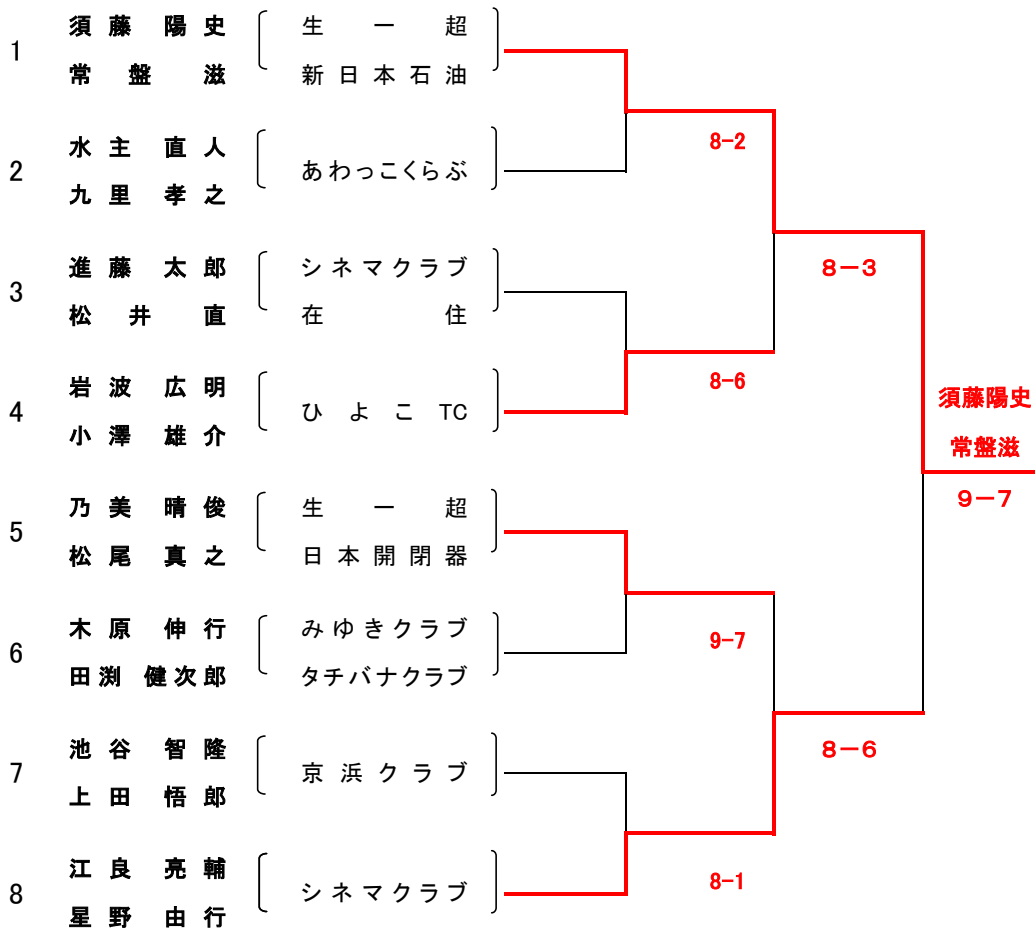 1 須藤 陽史 生一超
常盤 滋 新日本石油
8-2
2 水主 直人 あわっこくらぶ
九里 孝之
8－3
3 進藤 太郎 シネマクラブ
松井 直 在住
8-6
4 岩波 広明 ひよこTC
小澤 雄介
須藤陽史
常盤滋
9－7
5 乃美 晴俊 生一超
松尾 真之 日本開閉器
9-7
6 木原 伸行 みゆきクラブ
田渕 健次郎 タチバナクラブ
8－6
7 池谷 智隆 京浜クラブ
上田 悟郎
8-1
8 江良 亮輔 シネマクラブ
星野 由行